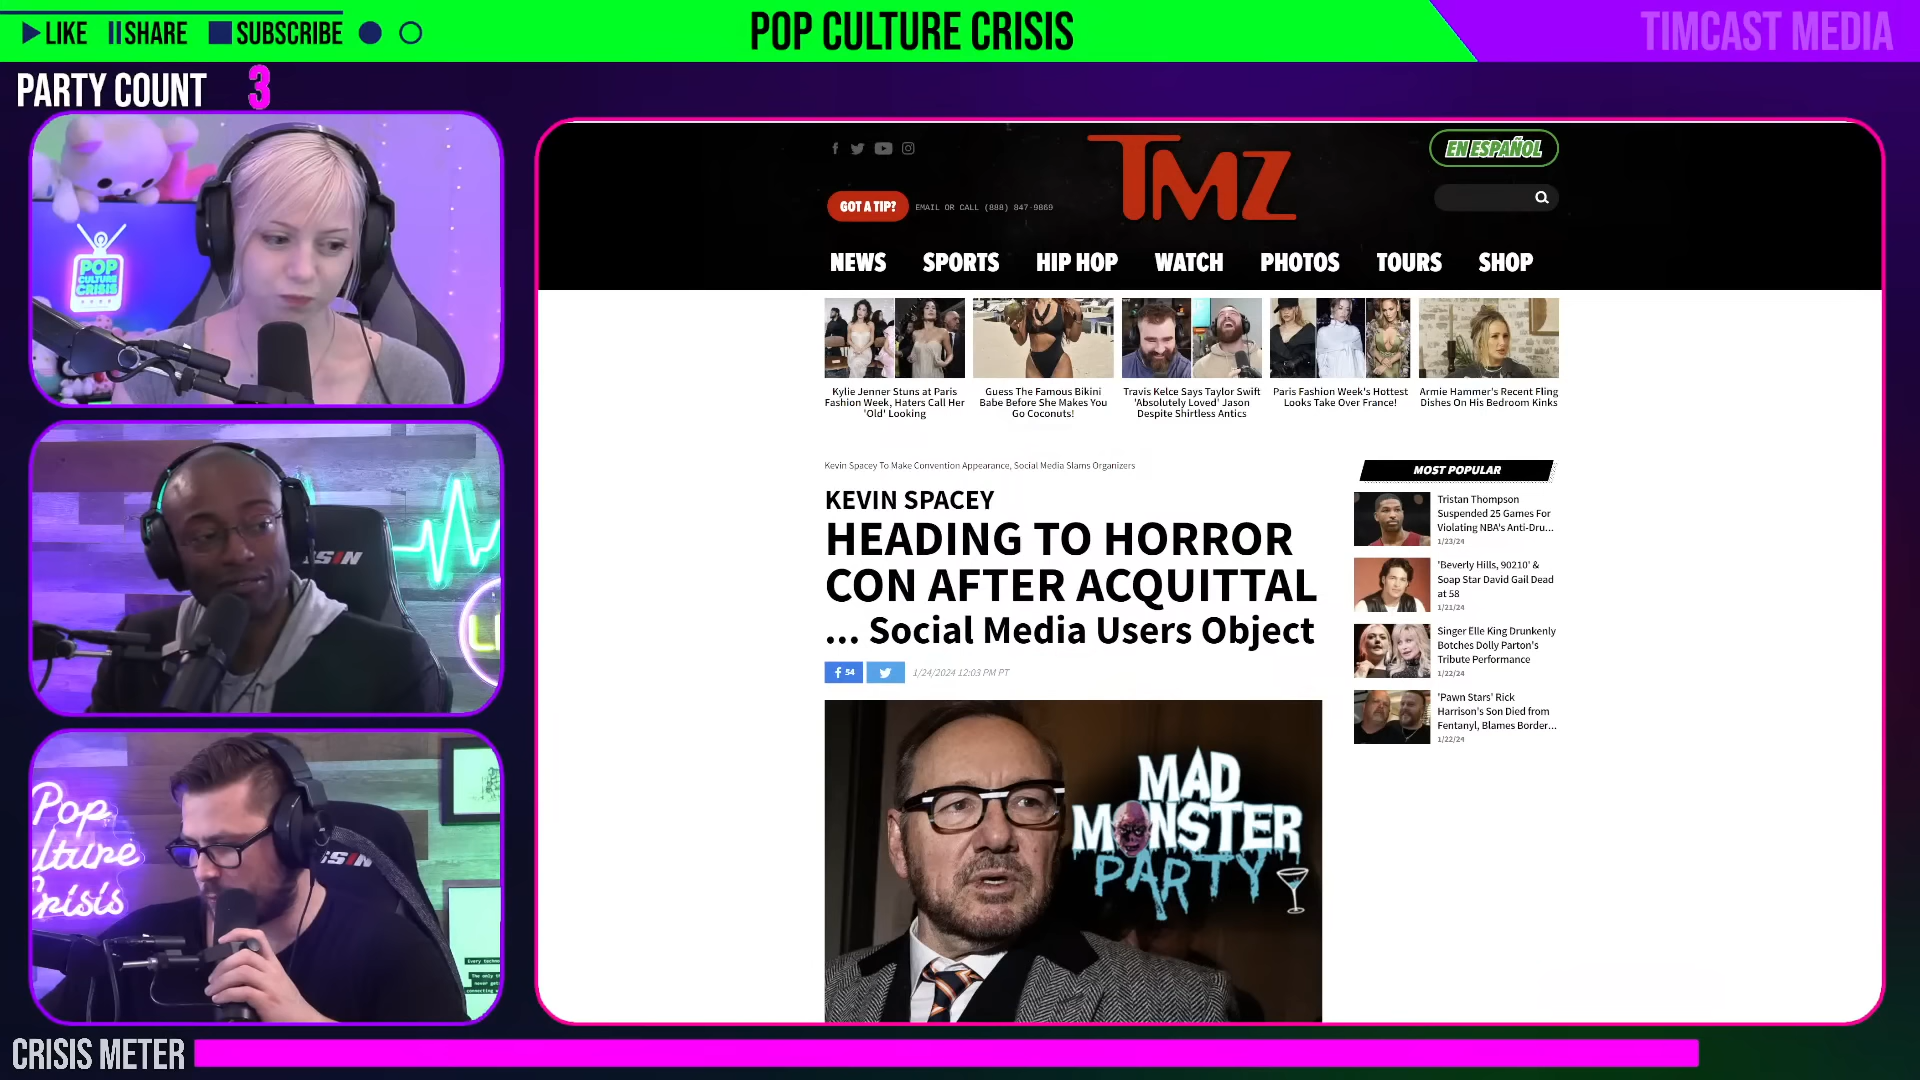 LIKE SHARE SUBSCRIBE
POP CULTURE CRISIS
TIMCAST MEDIA
PARTY COUNT 3
POP
CULTURE
CRISIS
SSIN
Pop
ulture
Crisis
SSIN
CRISIS METER
TMZ
EN ESPAÑOL
GOT A TIP? EMAIL OR CALL (888) 847-9869
NEWS SPORTS HIP HOP WATCH PHOTOS TOURS SHOP
Kylie Jenner Stuns at Paris
Fashion Week, Haters Call Her
'Old' Looking
Guess The Famous Bikini
Babe Before She Makes You
Go Coconuts!
Travis Kelce Says Taylor Swift
'Absolutely Loved' Jason
Despite Shirtless Antics
Paris Fashion Week's Hottest
Looks Take Over France!
Armie Hammer's Recent Fling
Dishes On His Bedroom Kinks
Kevin Spacey To Make Convention Appearance, Social Media Slams Organizers
KEVIN SPACEY
HEADING TO HORROR
CON AFTER ACQUITTAL
... Social Media Users Object
54
1/24/2024 12:03 PM PT
MAD
MONSTER
PARTY
MOST POPULAR
Tristan Thompson
Suspended 25 Games For
Violating NBA's Anti-Dru...
1/23/24
'Beverly Hills, 90210' &
Soap Star David Gail Dead
at 58
1/21/24
Singer Elle King Drunkenly
Botches Dolly Parton's
Tribute Performance
1/22/24
'Pawn Stars' Rick
Harrison's Son Died from
Fentanyl, Blames Border...
1/22/24